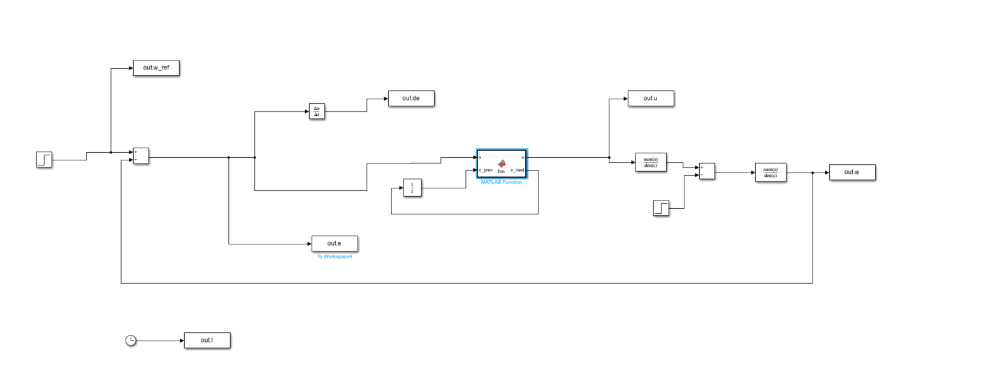 out.w_ref
out.de
out.u
Δu
Δt
+
−
s
u
v_prev
fcn
v_next
MATLAB Function
num(s)
den(s)
+
−
num(s)
den(s)
out.w
1
z
out.e
To Workspace4
out.t